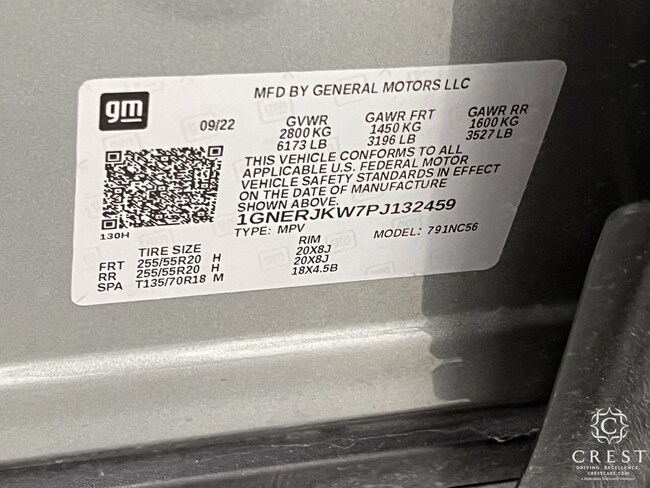 gm
MFD BY GENERAL MOTORS LLC
09/22
GVWR GAWR FRT GAWR RR
2800 KG 1450 KG 1600 KG
6173 LB 3196 LB 3527 LB
THIS VEHICLE CONFORMS TO ALL
APPLICABLE U.S. FEDERAL MOTOR
VEHICLE SAFETY STANDARDS IN EFFECT
ON THE DATE OF MANUFACTURE
SHOWN ABOVE.
1GNERJKW7PJ132459
130H
TYPE: MPV MODEL: 791NC56
TIRE SIZE RIM
FRT 255/55R20 H 20X8J
RR 255/55R20 H 20X8J
SPA T135/70R18 M 18X4.5B
C
CREST
DRIVING. EXCELLENCE.
CRESTCARS.COM